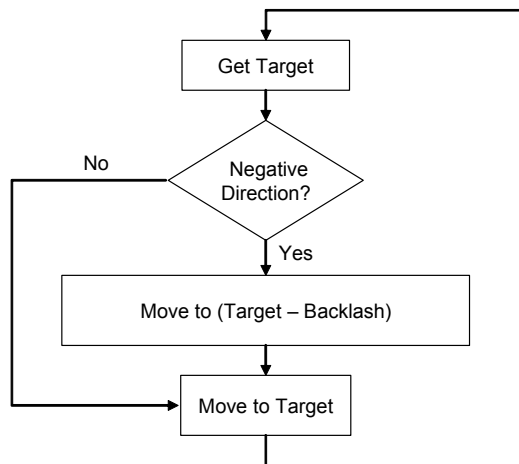 Get Target
No
Negative
Direction?
Yes
Move to (Target – Backlash)
Move to Target